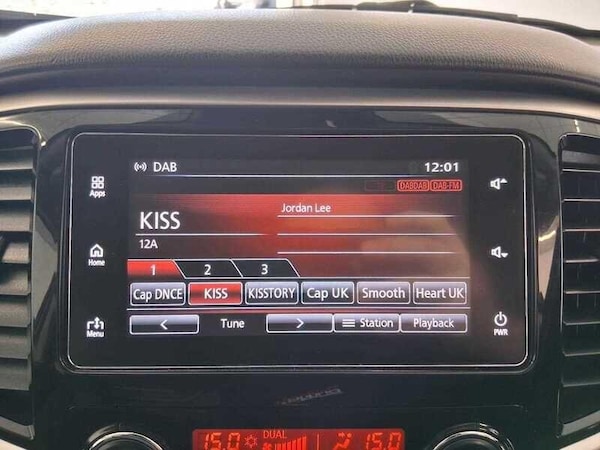 DAB 12:01
Apps
DABDAB DAB-FM
Jordan Lee
KISS
12A
Home
1 2 3
Cap DNCE KISS KISSTORY Cap UK Smooth Heart UK
Menu
< Tune > Station Playback
PWR
DUAL
15.0 15.0